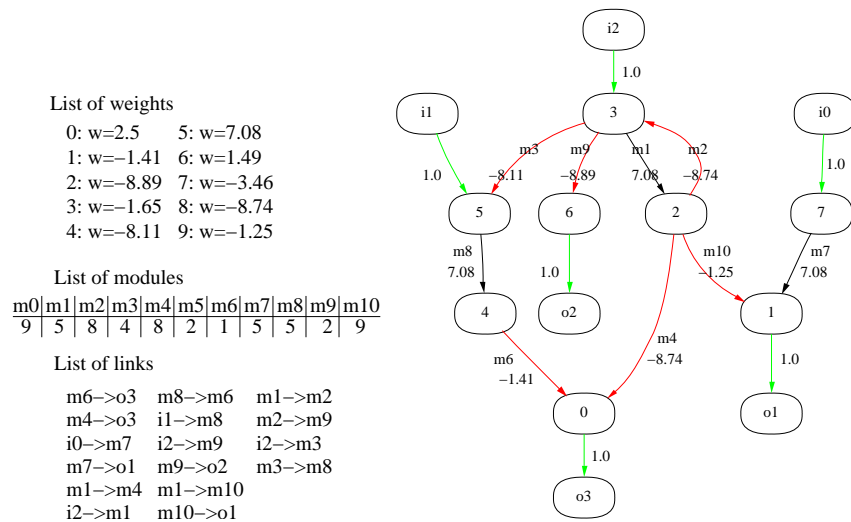 List of weights
0: w=2.5 5: w=7.08
1: w=−1.41 6: w=1.49
2: w=−8.89 7: w=−3.46
3: w=−1.65 8: w=−8.74
4: w=−8.11 9: w=−1.25
List of modules
m0 m1 m2 m3 m4 m5 m6 m7 m8 m9 m10
9 5 8 4 8 2 1 5 5 2 9
List of links
m6−>o3 m8−>m6 m1−>m2
m4−>o3 i1−>m8 m2−>m9
i0−>m7 i2−>m9 i2−>m3
m7−>o1 m9−>o2 m3−>m8
m1−>m4 m1−>m10
i2−>m1 m10−>o1
i2
1.0
i1
3
i0
m3 m9 m1 m2
1.0 −8.11 −8.89 7.08 −8.74 1.0
5 6 2 7
m8 m10 m7
7.08 1.0 −1.25 7.08
4 o2 1
m6 m4
−1.41 −8.74 1.0
0 o1
1.0
o3